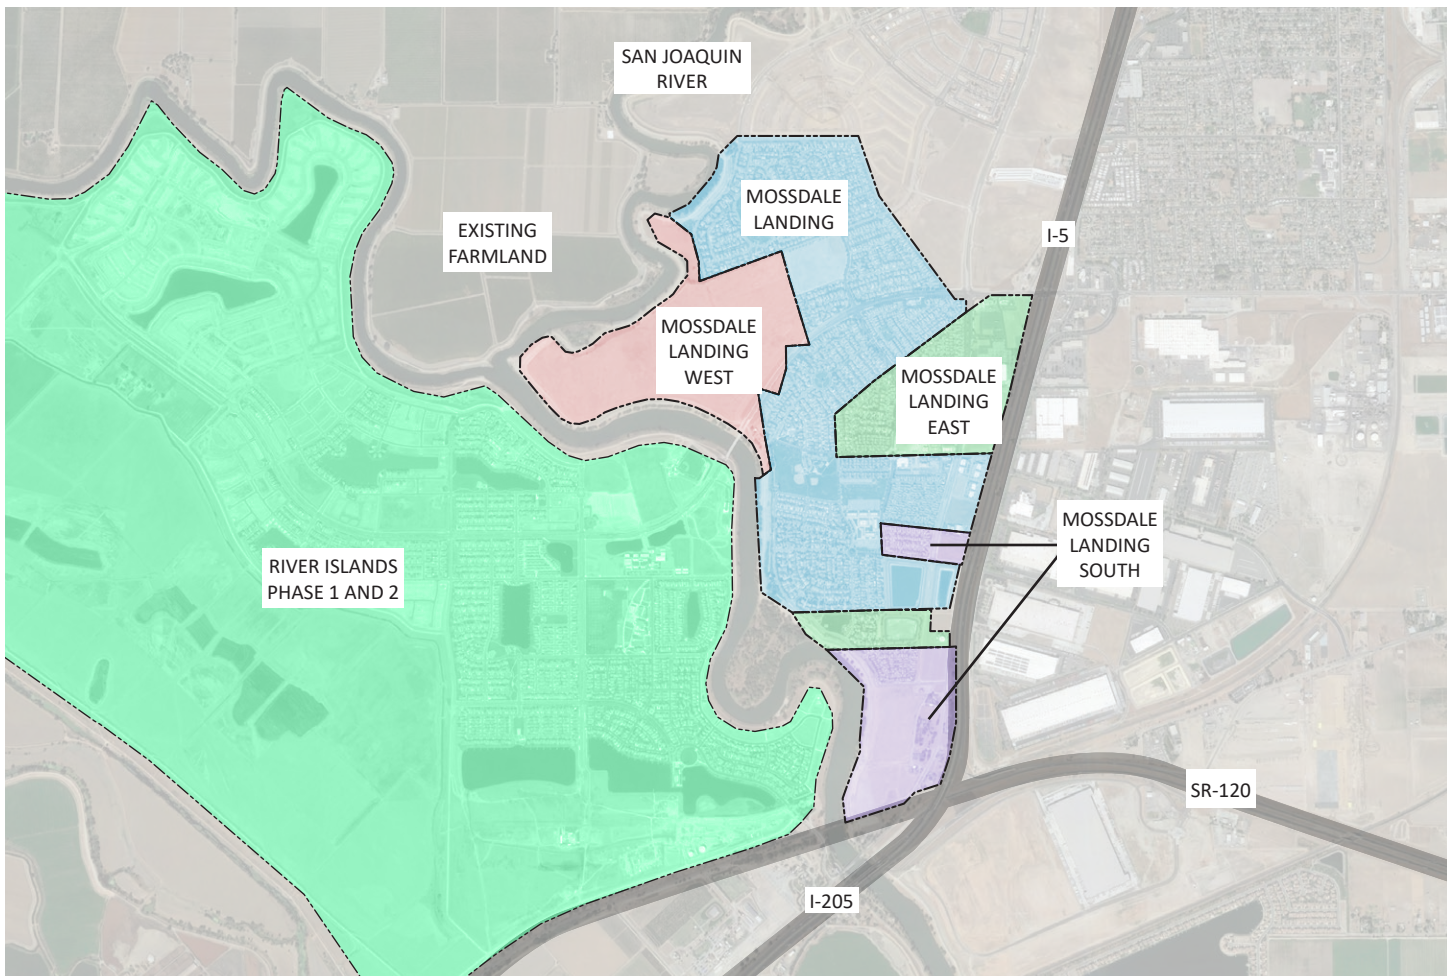 SAN JOAQUIN
RIVER
MOSSDALE
LANDING
EXISTING
FARMLAND
I-5
MOSSDALE
LANDING
WEST
MOSSDALE
LANDING
EAST
MOSSDALE
LANDING
SOUTH
RIVER ISLANDS
PHASE 1 AND 2
SR-120
I-205